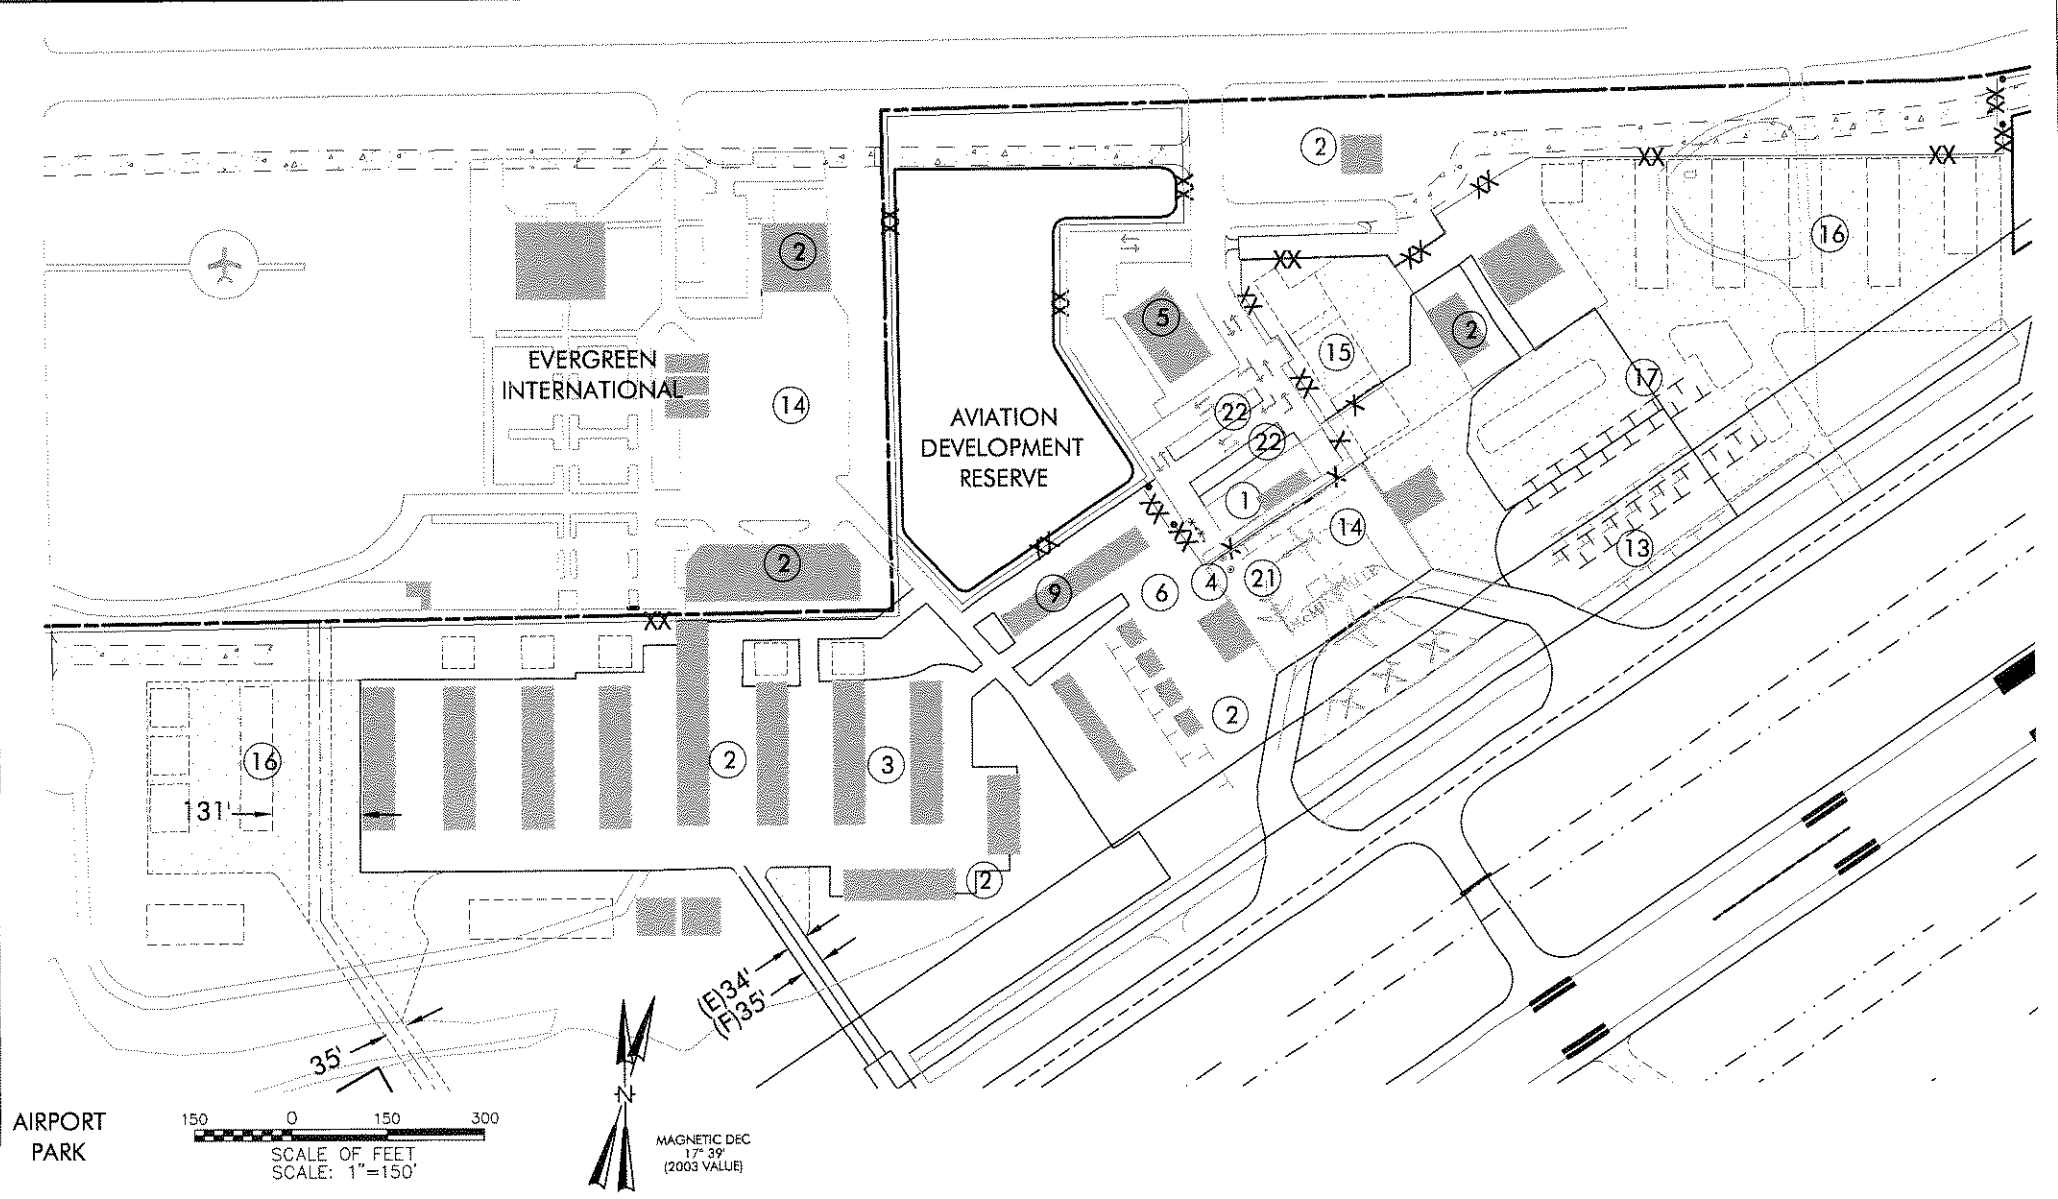 2
16
2
5
2
15
17
EVERGREEN
INTERNATIONAL
14
AVIATION
DEVELOPMENT
RESERVE
22
22
1
14
13
2
9
6
4
21
2
16
2
3
131'
2
(E)34'
(F)35'
35'
N
AIRPORT
PARK
150 0 150 300
SCALE OF FEET
SCALE: 1"=150'
MAGNETIC DEC
17° 39'
(2003 VALUE)